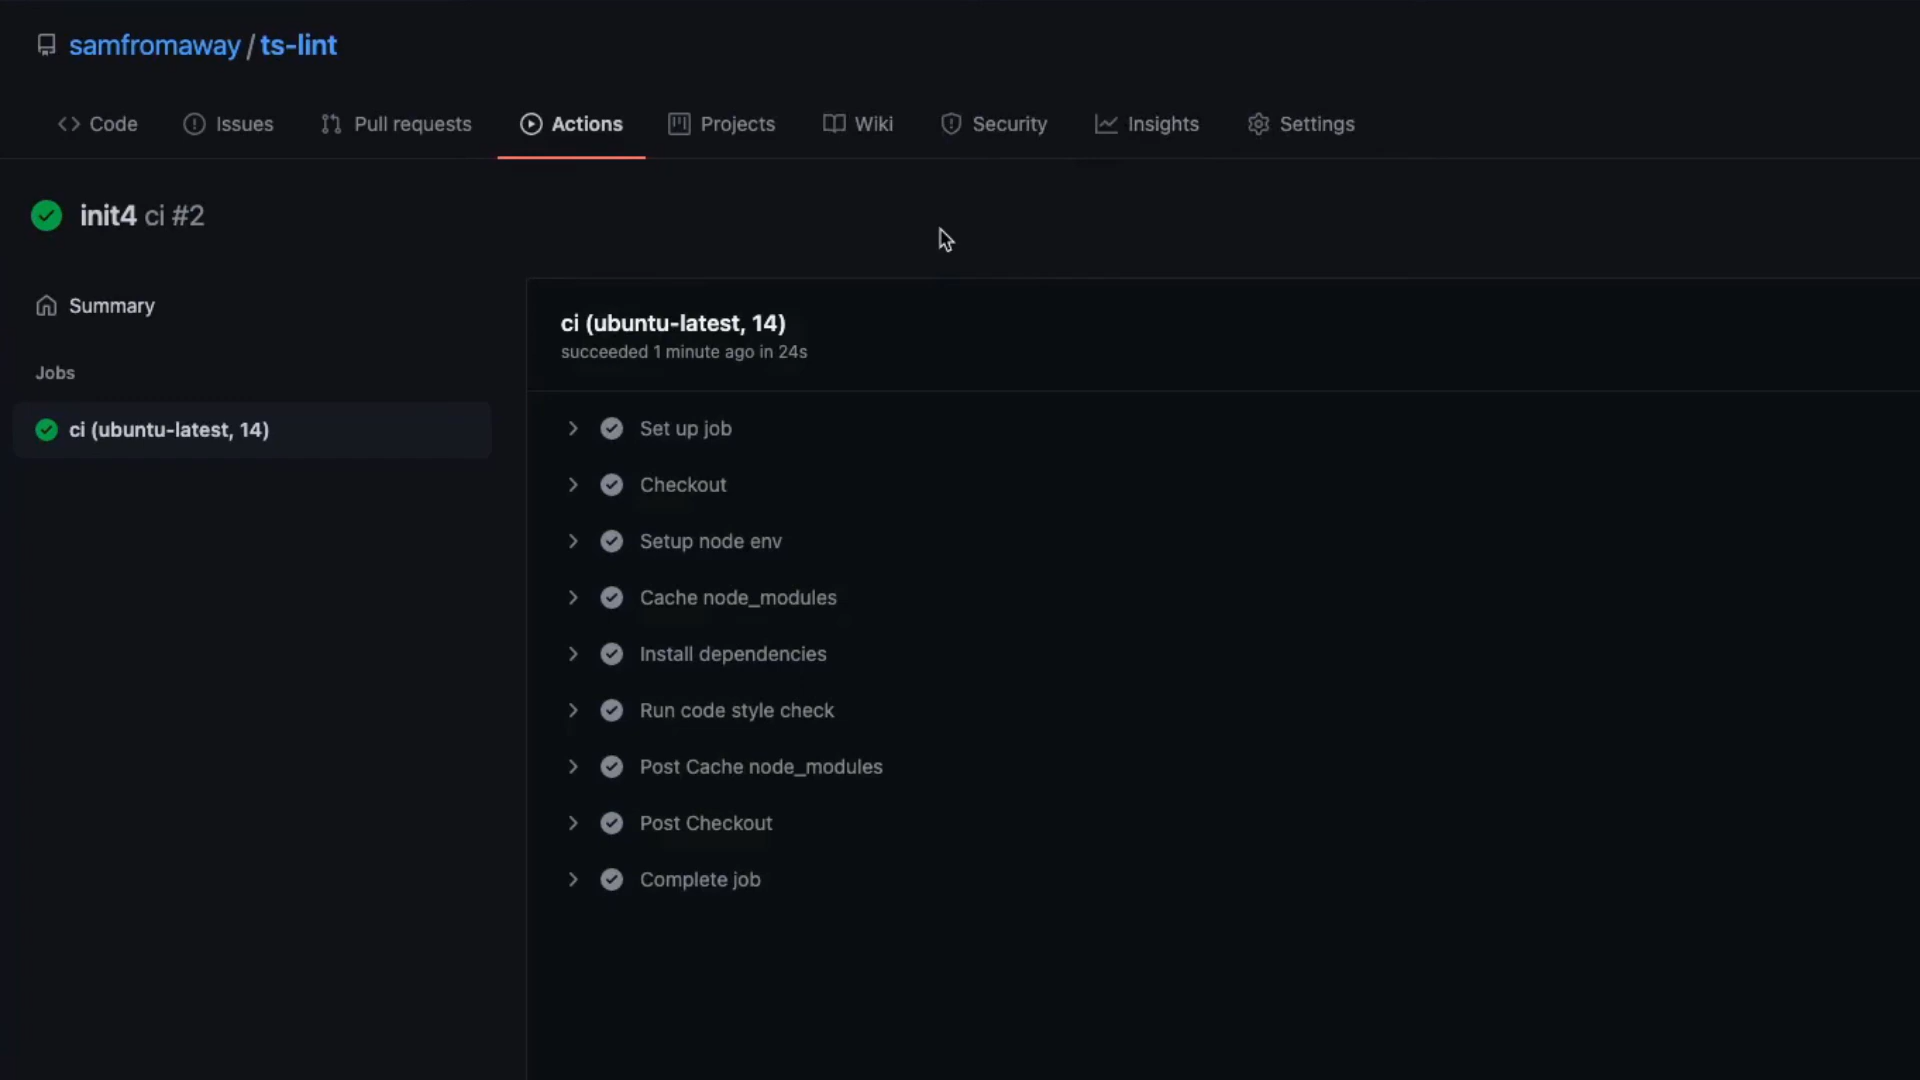 samfromaway / ts-lint
Code Issues Pull requests Actions Projects Wiki Security Insights Settings
init4 ci #2
Summary
Jobs
ci (ubuntu-latest, 14)
ci (ubuntu-latest, 14)
succeeded 1 minute ago in 24s
Set up job
Checkout
Setup node env
Cache node_modules
Install dependencies
Run code style check
Post Cache node_modules
Post Checkout
Complete job